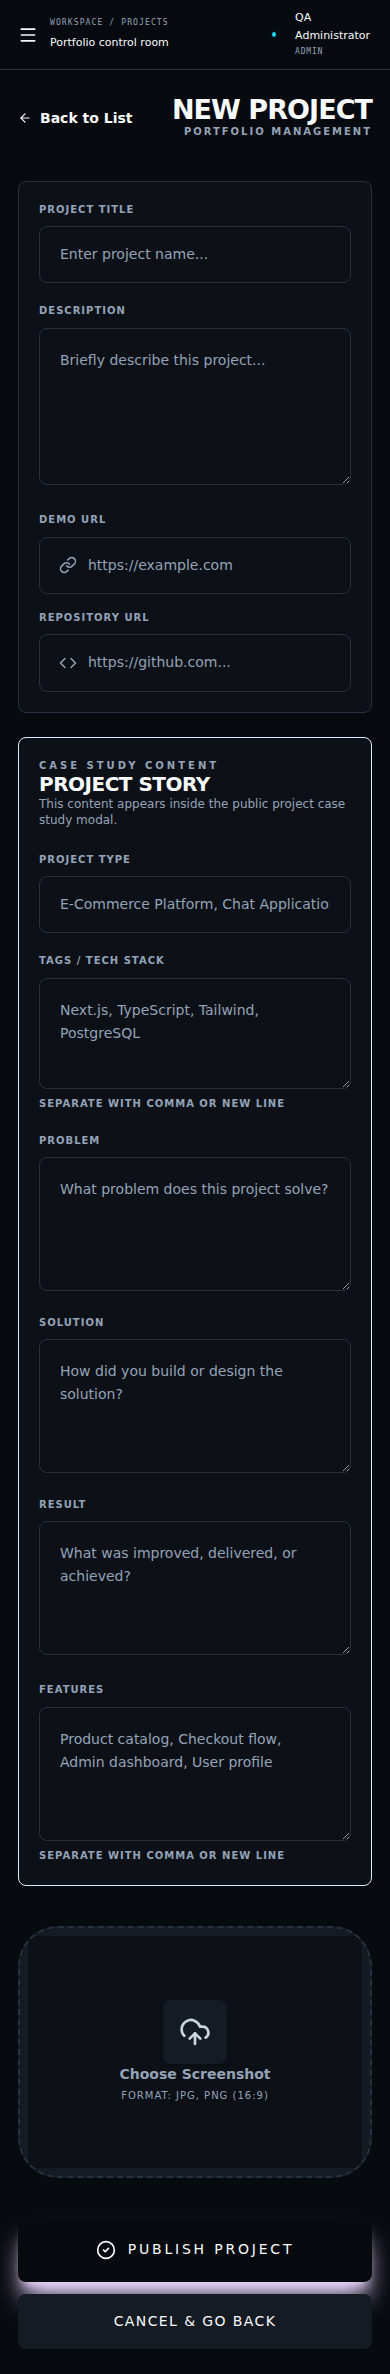 WORKSPACE / PROJECTS
Portfolio control room
QA
Administrator
ADMIN
Back to List
NEW PROJECT
PORTFOLIO MANAGEMENT
PROJECT TITLE
Enter project name...
DESCRIPTION
Briefly describe this project...
DEMO URL
https://example.com
REPOSITORY URL
https://github.com...
CASE STUDY CONTENT
PROJECT STORY
This content appears inside the public project case
study modal.
PROJECT TYPE
E-Commerce Platform, Chat Applicatio
TAGS / TECH STACK
Next.js, TypeScript, Tailwind,
PostgreSQL
SEPARATE WITH COMMA OR NEW LINE
PROBLEM
What problem does this project solve?
SOLUTION
How did you build or design the
solution?
RESULT
What was improved, delivered, or
achieved?
FEATURES
Product catalog, Checkout flow,
Admin dashboard, User profile
SEPARATE WITH COMMA OR NEW LINE
Choose Screenshot
FORMAT: JPG, PNG (16:9)
PUBLISH PROJECT
CANCEL & GO BACK